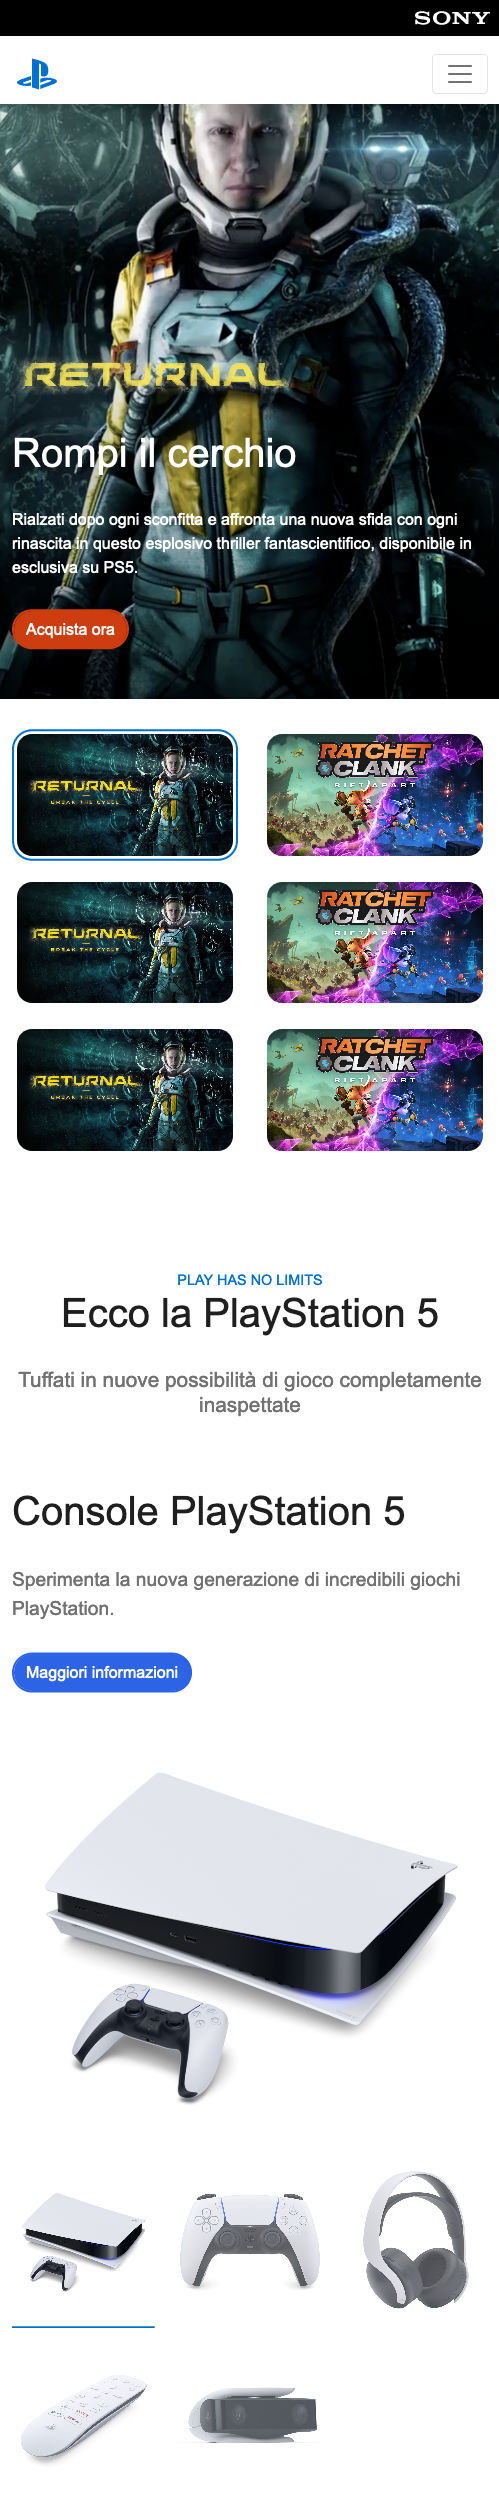 SONY
RETURNAL
Rompi il cerchio
Rialzati dopo ogni sconfitta e affronta una nuova sfida con ogni
rinascita in questo esplosivo thriller fantascientifico, disponibile in
esclusiva su PS5.
Acquista ora
RETURNAL
BREAK THE CYCLE
RATCHET
CLANK
RIFT APART
RETURNAL
BREAK THE CYCLE
RATCHET
CLANK
RIFT APART
RETURNAL
BREAK THE CYCLE
RATCHET
CLANK
RIFT APART
PLAY HAS NO LIMITS
Ecco la PlayStation 5
Tuffati in nuove possibilità di gioco completamente
inaspettate
Console PlayStation 5
Sperimenta la nuova generazione di incredibili giochi
PlayStation.
Maggiori informazioni